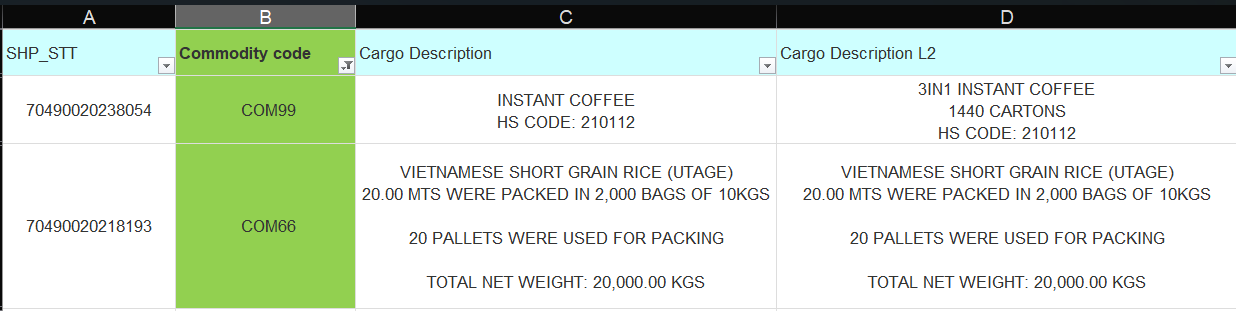 A B C D
SHP_STT Commodity code Cargo Description Cargo Description L2
70490020238054 COM99
INSTANT COFFEE
HS CODE: 210112
3IN1 INSTANT COFFEE
1440 CARTONS
HS CODE: 210112
70490020218193 COM66
VIETNAMESE SHORT GRAIN RICE (UTAGE)
20.00 MTS WERE PACKED IN 2,000 BAGS OF 10KGS
20 PALLETS WERE USED FOR PACKING
TOTAL NET WEIGHT: 20,000.00 KGS
VIETNAMESE SHORT GRAIN RICE (UTAGE)
20.00 MTS WERE PACKED IN 2,000 BAGS OF 10KGS
20 PALLETS WERE USED FOR PACKING
TOTAL NET WEIGHT: 20,000.00 KGS